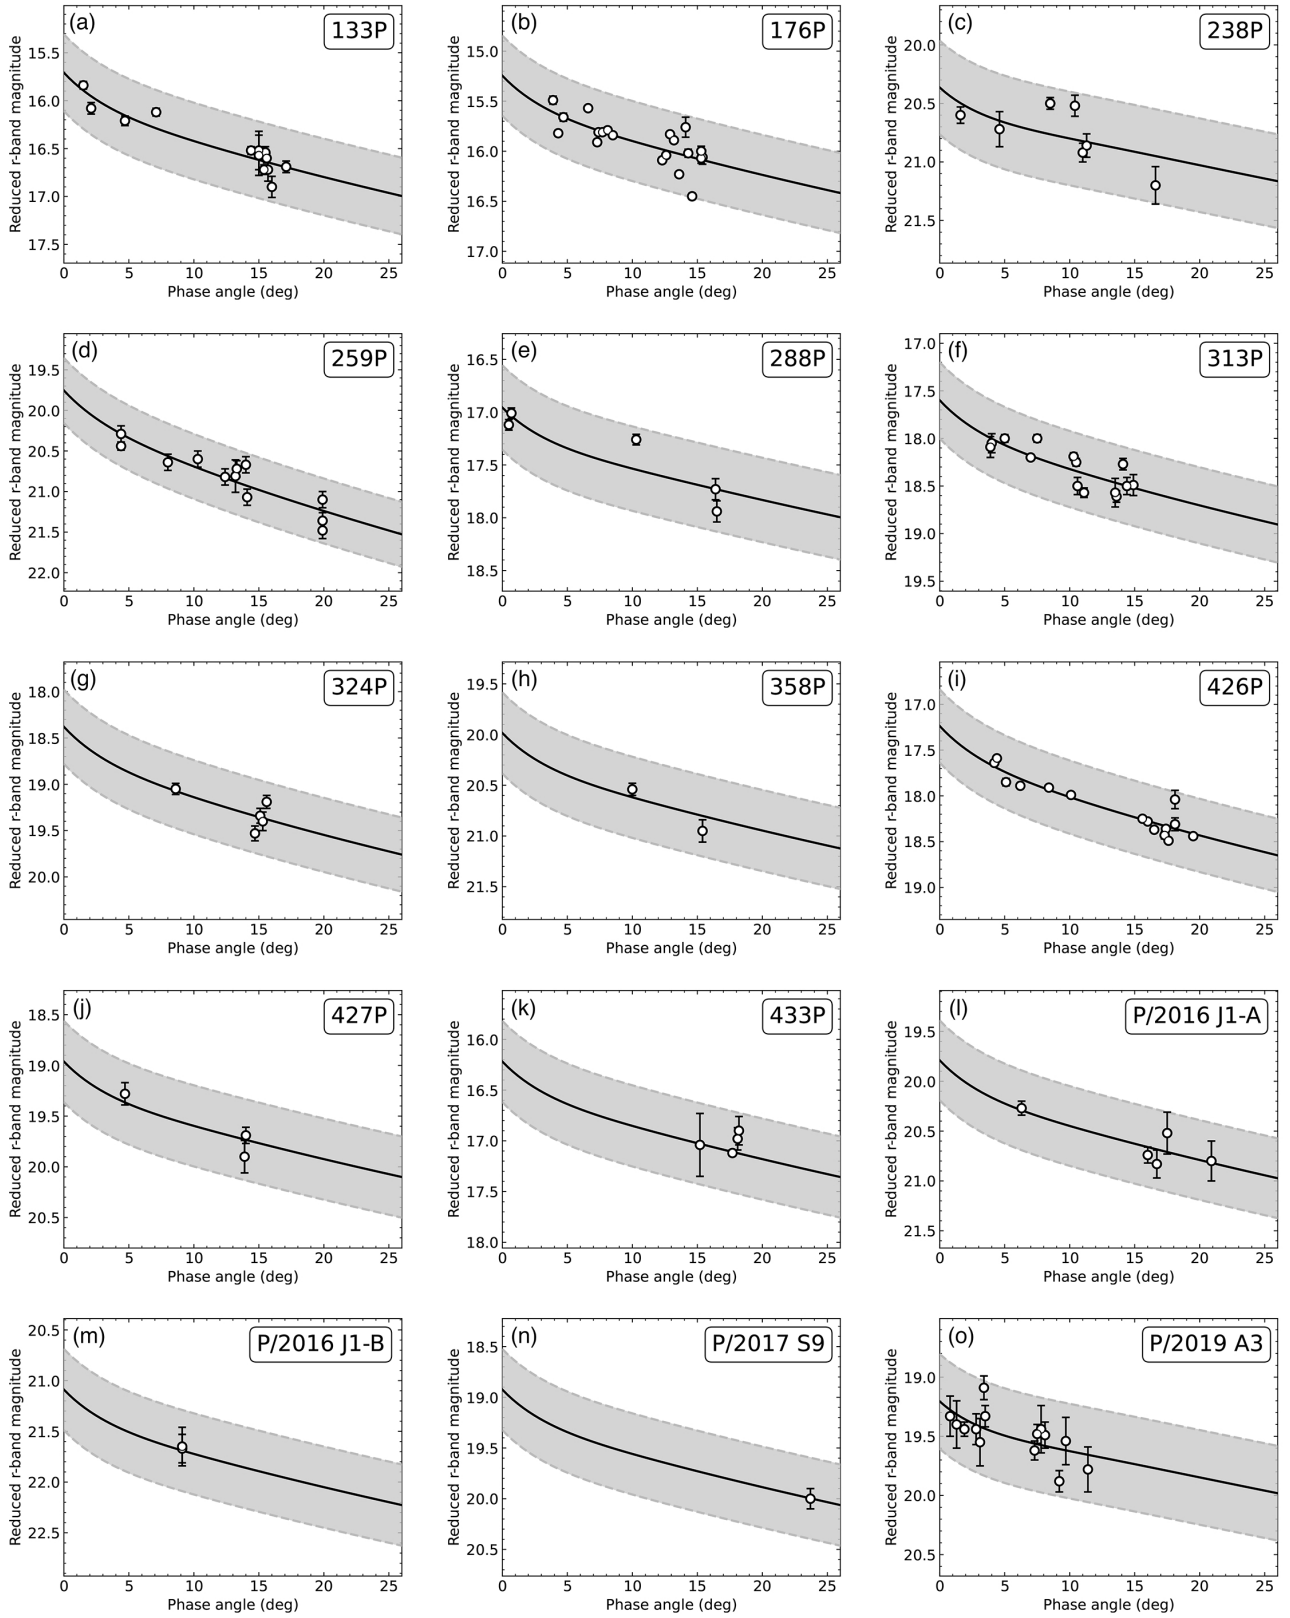 (a) 133P
Reduced r-band magnitude
15.5
16.0
16.5
17.0
17.5
0 5 10 15 20 25
Phase angle (deg)
(b) 176P
Reduced r-band magnitude
15.0
15.5
16.0
16.5
17.0
0 5 10 15 20 25
Phase angle (deg)
(c) 238P
Reduced r-band magnitude
20.0
20.5
21.0
21.5
0 5 10 15 20 25
Phase angle (deg)
(d) 259P
Reduced r-band magnitude
19.5
20.0
20.5
21.0
21.5
22.0
0 5 10 15 20 25
Phase angle (deg)
(e) 288P
Reduced r-band magnitude
16.5
17.0
17.5
18.0
18.5
0 5 10 15 20 25
Phase angle (deg)
(f) 313P
Reduced r-band magnitude
17.0
17.5
18.0
18.5
19.0
19.5
0 5 10 15 20 25
Phase angle (deg)
(g) 324P
Reduced r-band magnitude
18.0
18.5
19.0
19.5
20.0
0 5 10 15 20 25
Phase angle (deg)
(h) 358P
Reduced r-band magnitude
19.5
20.0
20.5
21.0
21.5
0 5 10 15 20 25
Phase angle (deg)
(i) 426P
Reduced r-band magnitude
17.0
17.5
18.0
18.5
19.0
0 5 10 15 20 25
Phase angle (deg)
(j) 427P
Reduced r-band magnitude
18.5
19.0
19.5
20.0
20.5
0 5 10 15 20 25
Phase angle (deg)
(k) 433P
Reduced r-band magnitude
16.0
16.5
17.0
17.5
18.0
0 5 10 15 20 25
Phase angle (deg)
(l) P/2016 J1-A
Reduced r-band magnitude
19.5
20.0
20.5
21.0
21.5
0 5 10 15 20 25
Phase angle (deg)
(m) P/2016 J1-B
Reduced r-band magnitude
20.5
21.0
21.5
22.0
22.5
0 5 10 15 20 25
Phase angle (deg)
(n) P/2017 S9
Reduced r-band magnitude
18.5
19.0
19.5
20.0
20.5
0 5 10 15 20 25
Phase angle (deg)
(o) P/2019 A3
Reduced r-band magnitude
19.0
19.5
20.0
20.5
0 5 10 15 20 25
Phase angle (deg)